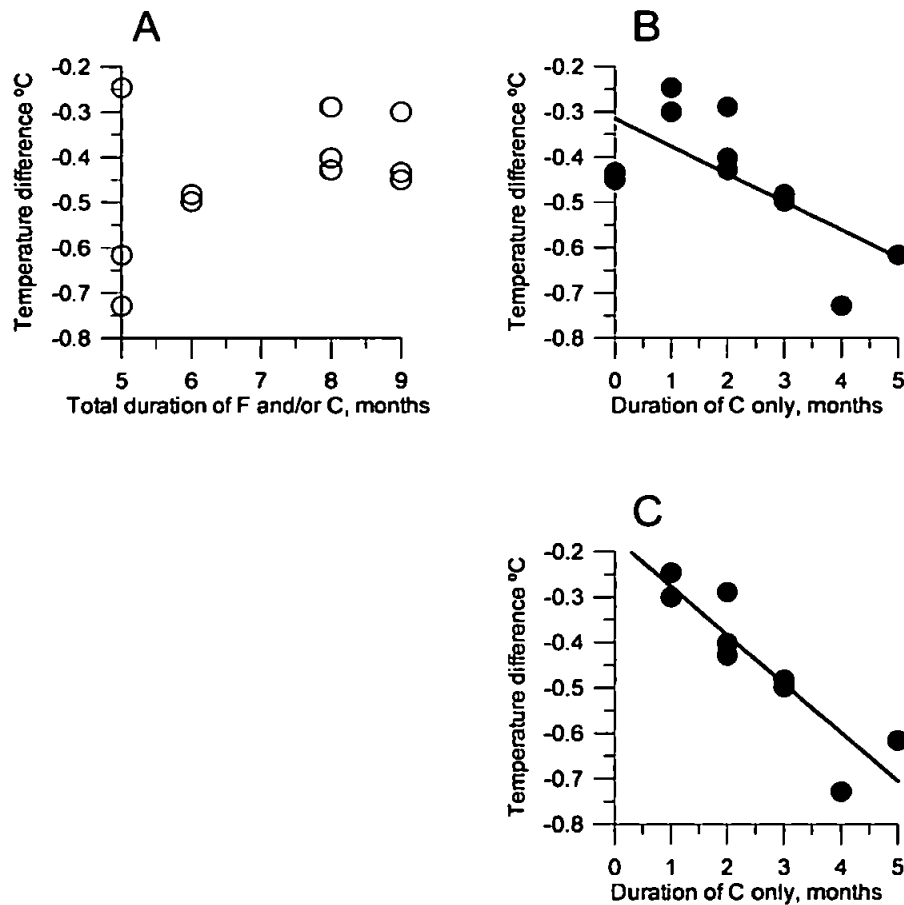 A
Temperature difference ºC
-0.2
-0.3
-0.4
-0.5
-0.6
-0.7
-0.8
5 6 7 8 9
Total duration of F and/or C, months
B
Temperature difference ºC
-0.2
-0.3
-0.4
-0.5
-0.6
-0.7
-0.8
0 1 2 3 4 5
Duration of C only, months
C
Temperature difference ºC
-0.2
-0.3
-0.4
-0.5
-0.6
-0.7
-0.8
0 1 2 3 4 5
Duration of C only, months